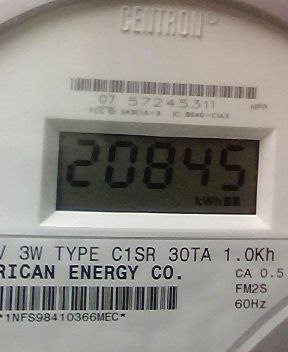 CENTRON®
07 57245311 MPP
20845
kWh
V 3W TYPE C1SR 30TA 1.0Kh
RICAN ENERGY CO. CA 0.5
FM2S
*1NFS98410366MEC* 60Hz